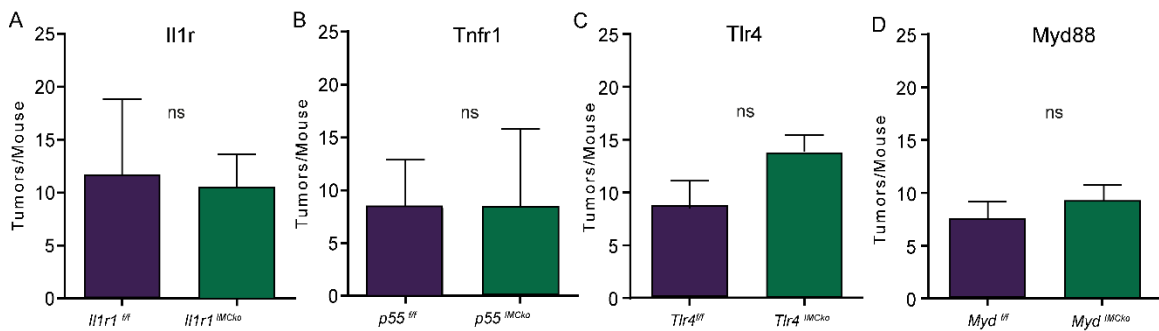 A
Il1r
Tumors/Mouse
25
20
15
10
5
0
ns
Il1r1 f/f
Il1r1 IMCko
B
Tnfr1
25
20
15
10
5
0
ns
p55 f/f
p55 IMCko
C
Tlr4
Tumors/Mouse
25
20
15
10
5
0
ns
Tlr4 f/f
Tlr4 IMCko
D
Myd88
Tumors/Mouse
25
20
15
10
5
0
ns
Myd f/f
Myd IMCko